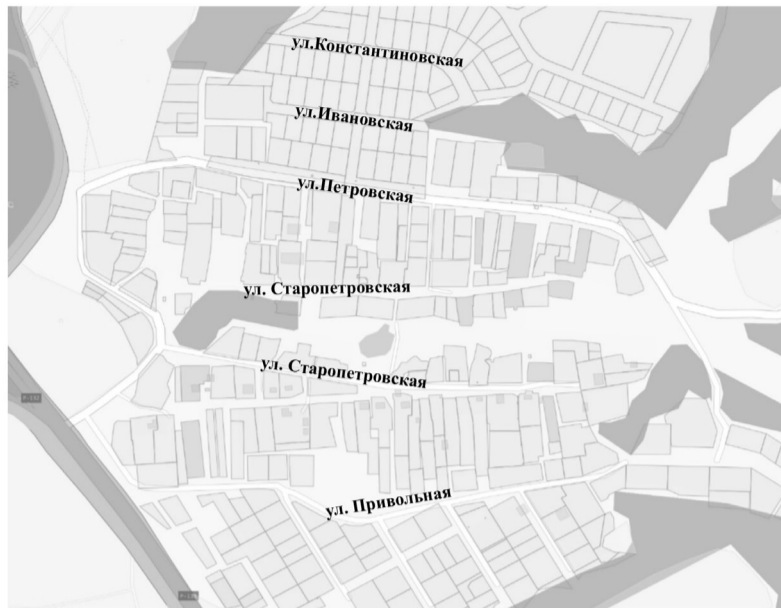 ул.Константиновская
ул.Ивановская
ул.Петровская
ул. Старопетровская
ул. Старопетровская
ул. Привольная